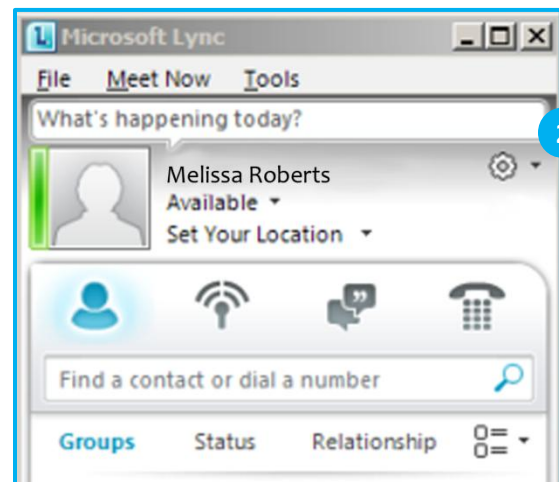 Microsoft Lync
File Meet Now Tools
What's happening today?
Melissa Roberts
Available
Set Your Location
Find a contact or dial a number
Groups Status Relationship